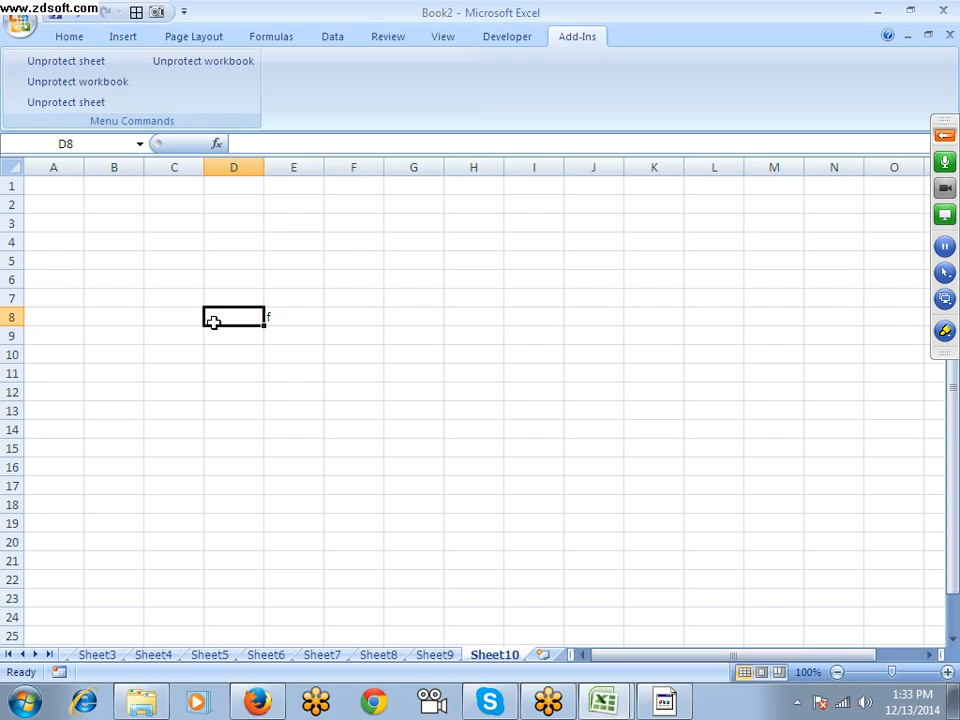 www.zdsoft.com
Book2 - Microsoft Excel
Home Insert Page Layout Formulas Data Review View Developer Add-Ins
Unprotect sheet Unprotect workbook
Unprotect workbook
Unprotect sheet
Menu Commands
D8 fx
A B C D E F G H I J K L M N O
1
2
3
4
5
6
7
8 f
9
10
11
12
13
14
15
16
17
18
19
20
21
22
23
24
25
Sheet3 Sheet4 Sheet5 Sheet6 Sheet7 Sheet8 Sheet9 Sheet10
Ready 100%
1:33 PM
12/13/2014